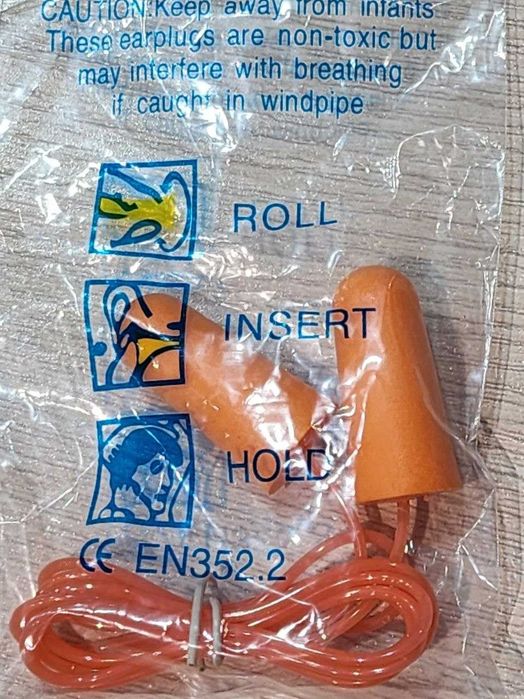 CAUTION:Keep away from infants
These earplugs are non-toxic but
may interfere with breathing
if caught in windpipe
ROLL
INSERT
HOLD
CE EN352.2